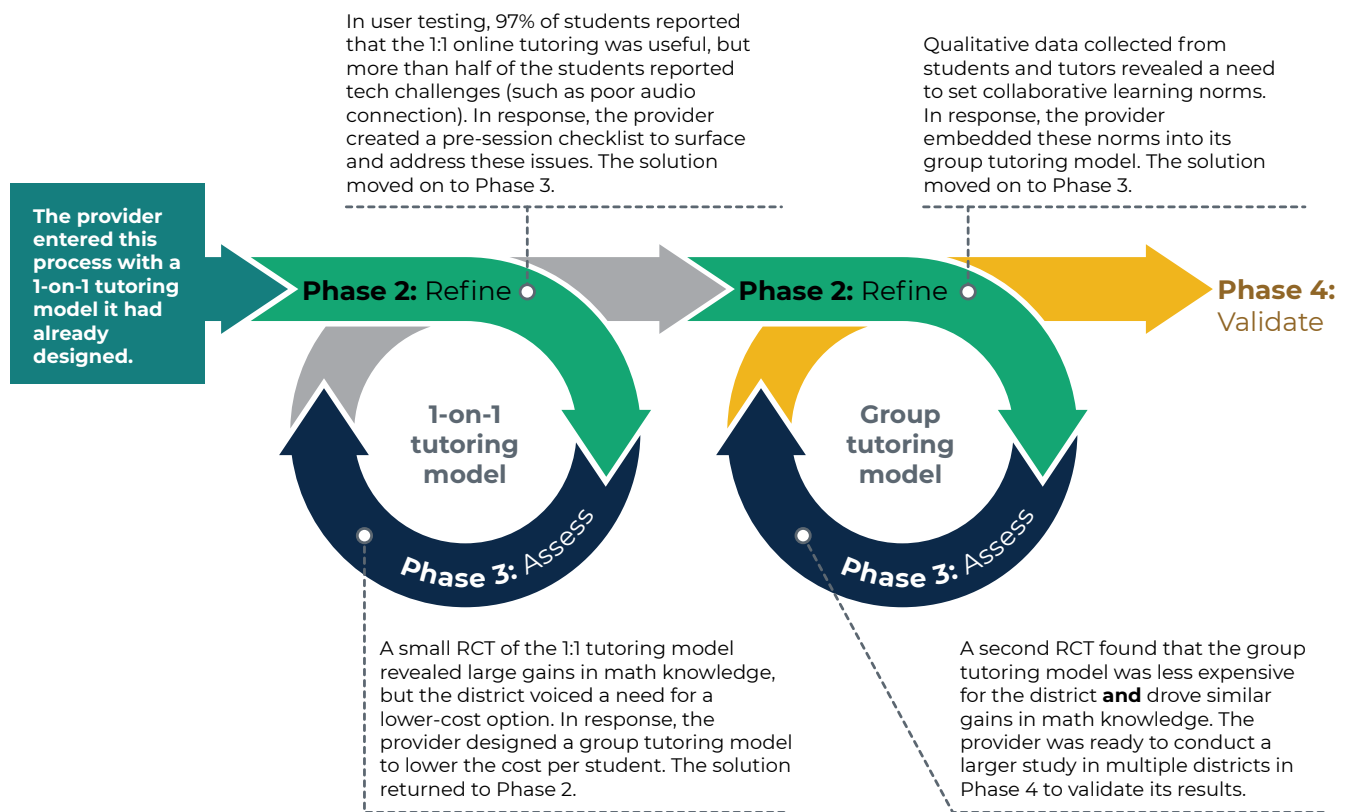 In user testing, 97% of students reported
that the 1:1 online tutoring was useful, but
more than half of the students reported
tech challenges (such as poor audio
connection). In response, the provider
created a pre-session checklist to surface
and address these issues. The solution
moved on to Phase 3.
Qualitative data collected from
students and tutors revealed a need
to set collaborative learning norms.
In response, the provider
embedded these norms into its
group tutoring model. The solution
moved on to Phase 3.
The provider
entered this
process with a
1-on-1 tutoring
model it had
already
designed.
Phase 2: Refine
Phase 2: Refine
Phase 4:
Validate
1-on-1
tutoring
model
Group
tutoring
model
Phase 3: Assess
Phase 3: Assess
A small RCT of the 1:1 tutoring model
revealed large gains in math knowledge,
but the district voiced a need for a
lower-cost option. In response, the
provider designed a group tutoring model
to lower the cost per student. The solution
returned to Phase 2.
A second RCT found that the group
tutoring model was less expensive
for the district and drove similar
gains in math knowledge. The
provider was ready to conduct a
larger study in multiple districts in
Phase 4 to validate its results.